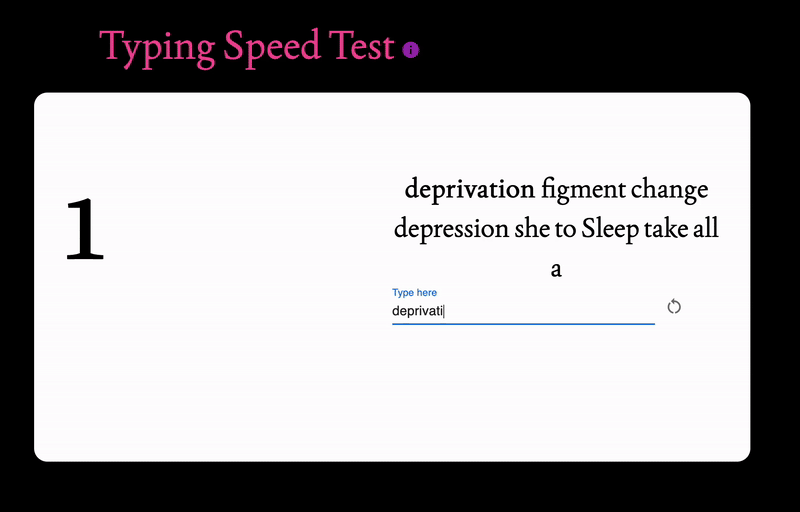 Typing Speed Test
1
deprivation figment change
depression she to Sleep take all
a
Type here
deprivati